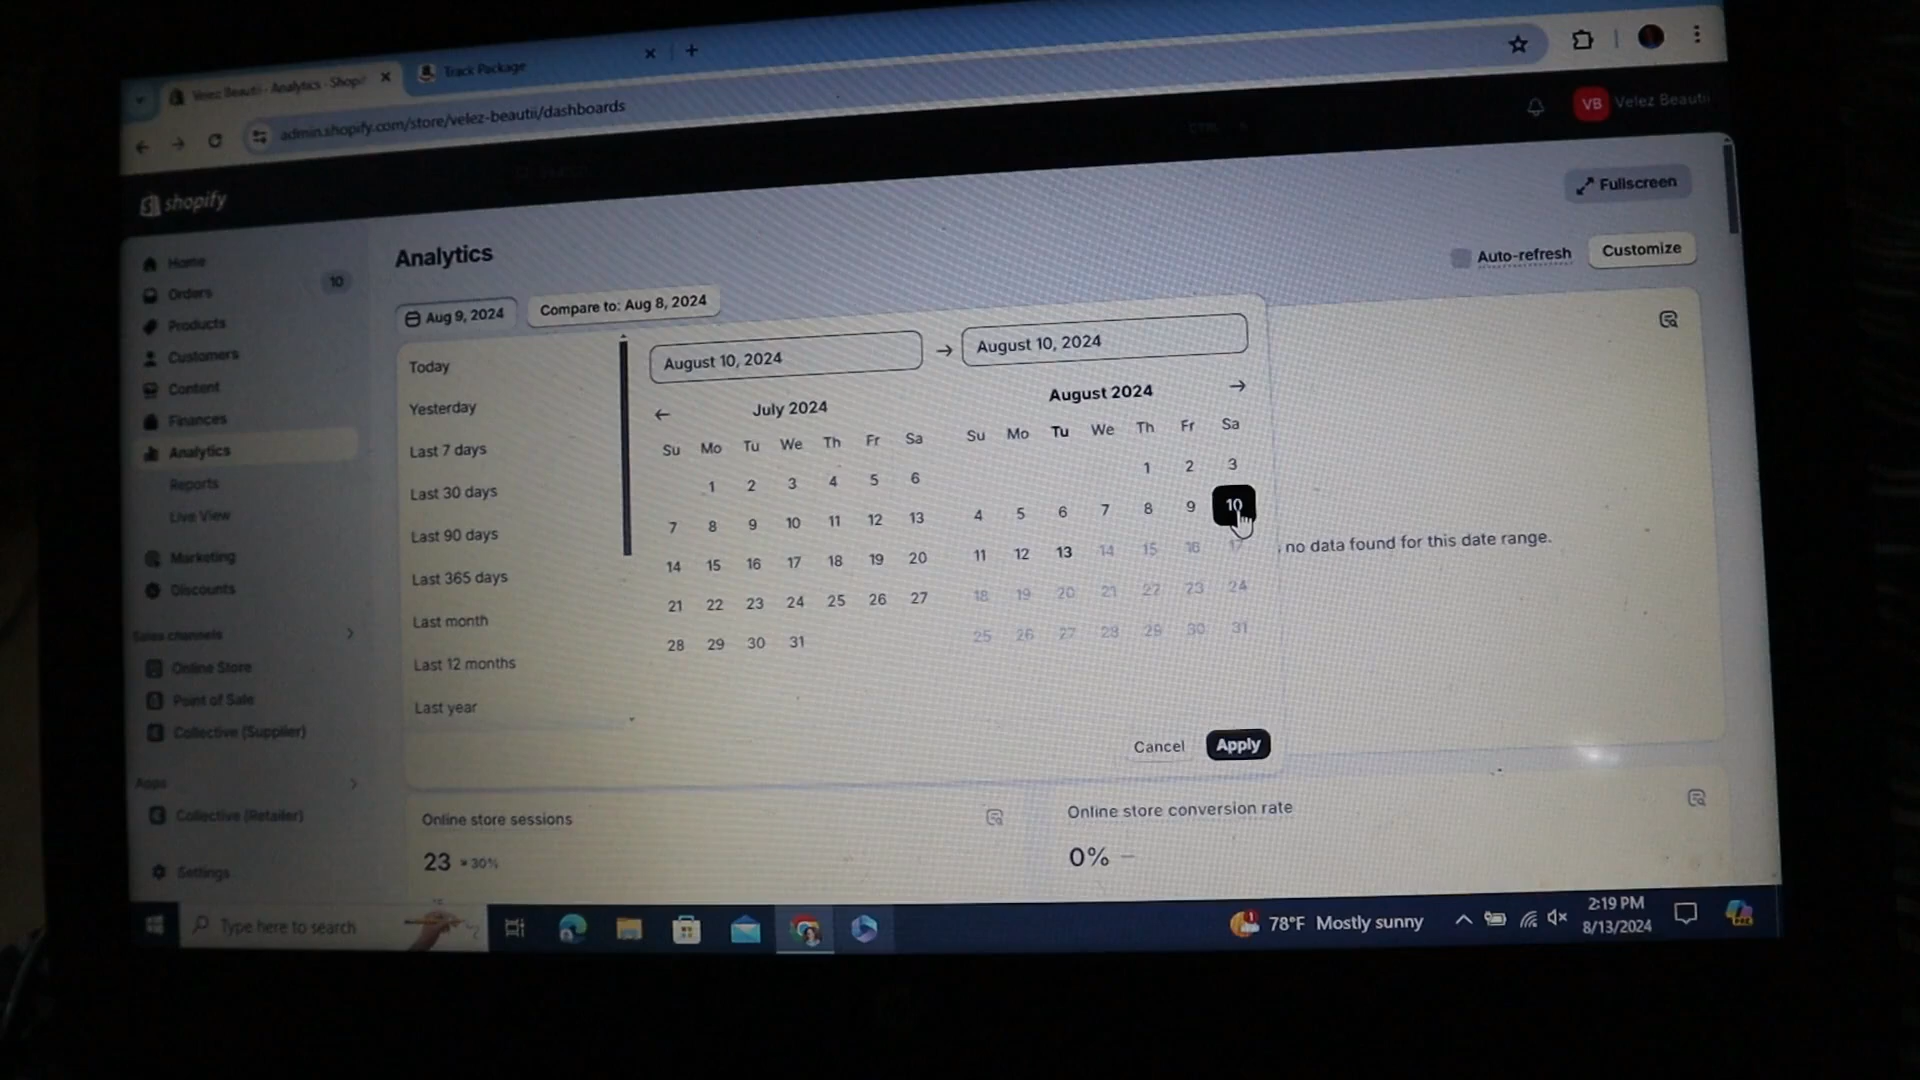 Velez Beautii - Analytics - Shopif
Track Package
admin.shopify.com/store/velez-beautii/dashboards
VB Velez Beautii
shopify
Fullscreen
Home
Orders 10
Products
Customers
Content
Finances
Analytics
Reports
Live View
Marketing
Discounts
Sales channels
Online Store
Point of Sale
Collective (Supplier)
Apps
Collective (Retailer)
Settings
Analytics
Auto-refresh
Customize
Aug 9, 2024
Compare to: Aug 8, 2024
Today
Yesterday
Last 7 days
Last 30 days
Last 90 days
Last 365 days
Last month
Last 12 months
Last year
August 10, 2024 → August 10, 2024
← July 2024
Su Mo Tu We Th Fr Sa
1 2 3 4 5 6
7 8 9 10 11 12 13
14 15 16 17 18 19 20
21 22 23 24 25 26 27
28 29 30 31
August 2024 →
Su Mo Tu We Th Fr Sa
1 2 3
4 5 6 7 8 9 10
11 12 13 14 15 16 17
18 19 20 21 22 23 24
25 26 27 28 29 30 31
no data found for this date range.
Cancel
Apply
Online store sessions
23 30%
Online store conversion rate
0% —
Type here to search
78°F Mostly sunny
2:19 PM
8/13/2024